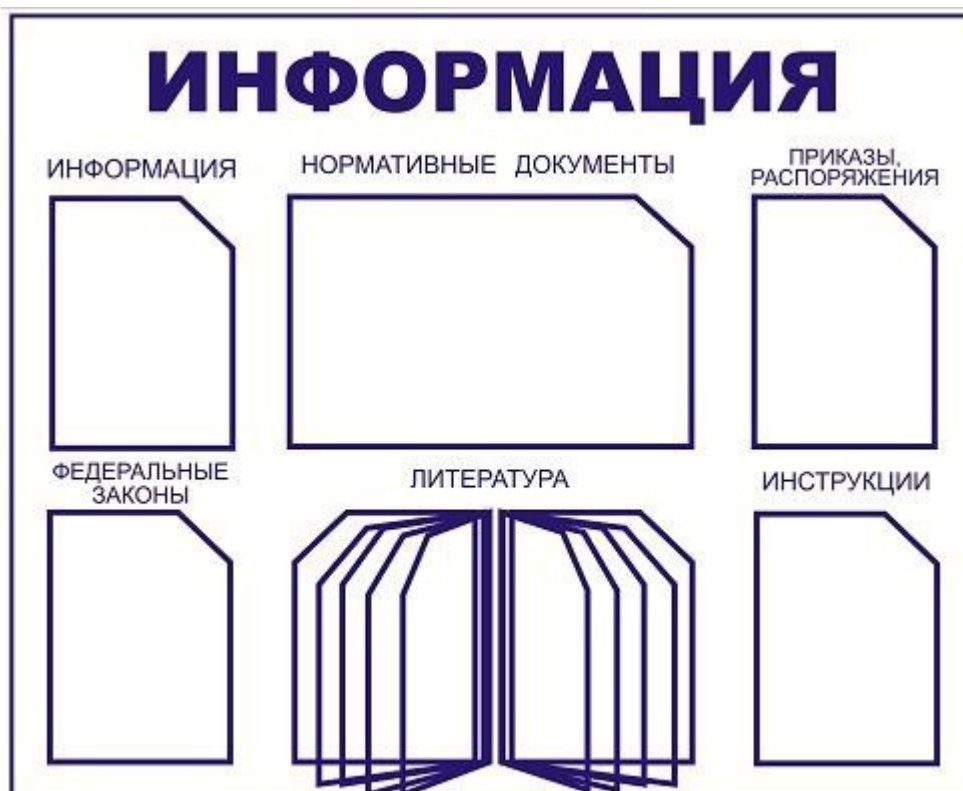 ИНФОРМАЦИЯ
ИНФОРМАЦИЯ
НОРМАТИВНЫЕ ДОКУМЕНТЫ
ПРИКАЗЫ,
РАСПОРЯЖЕНИЯ
ФЕДЕРАЛЬНЫЕ
ЗАКОНЫ
ЛИТЕРАТУРА
ИНСТРУКЦИИ